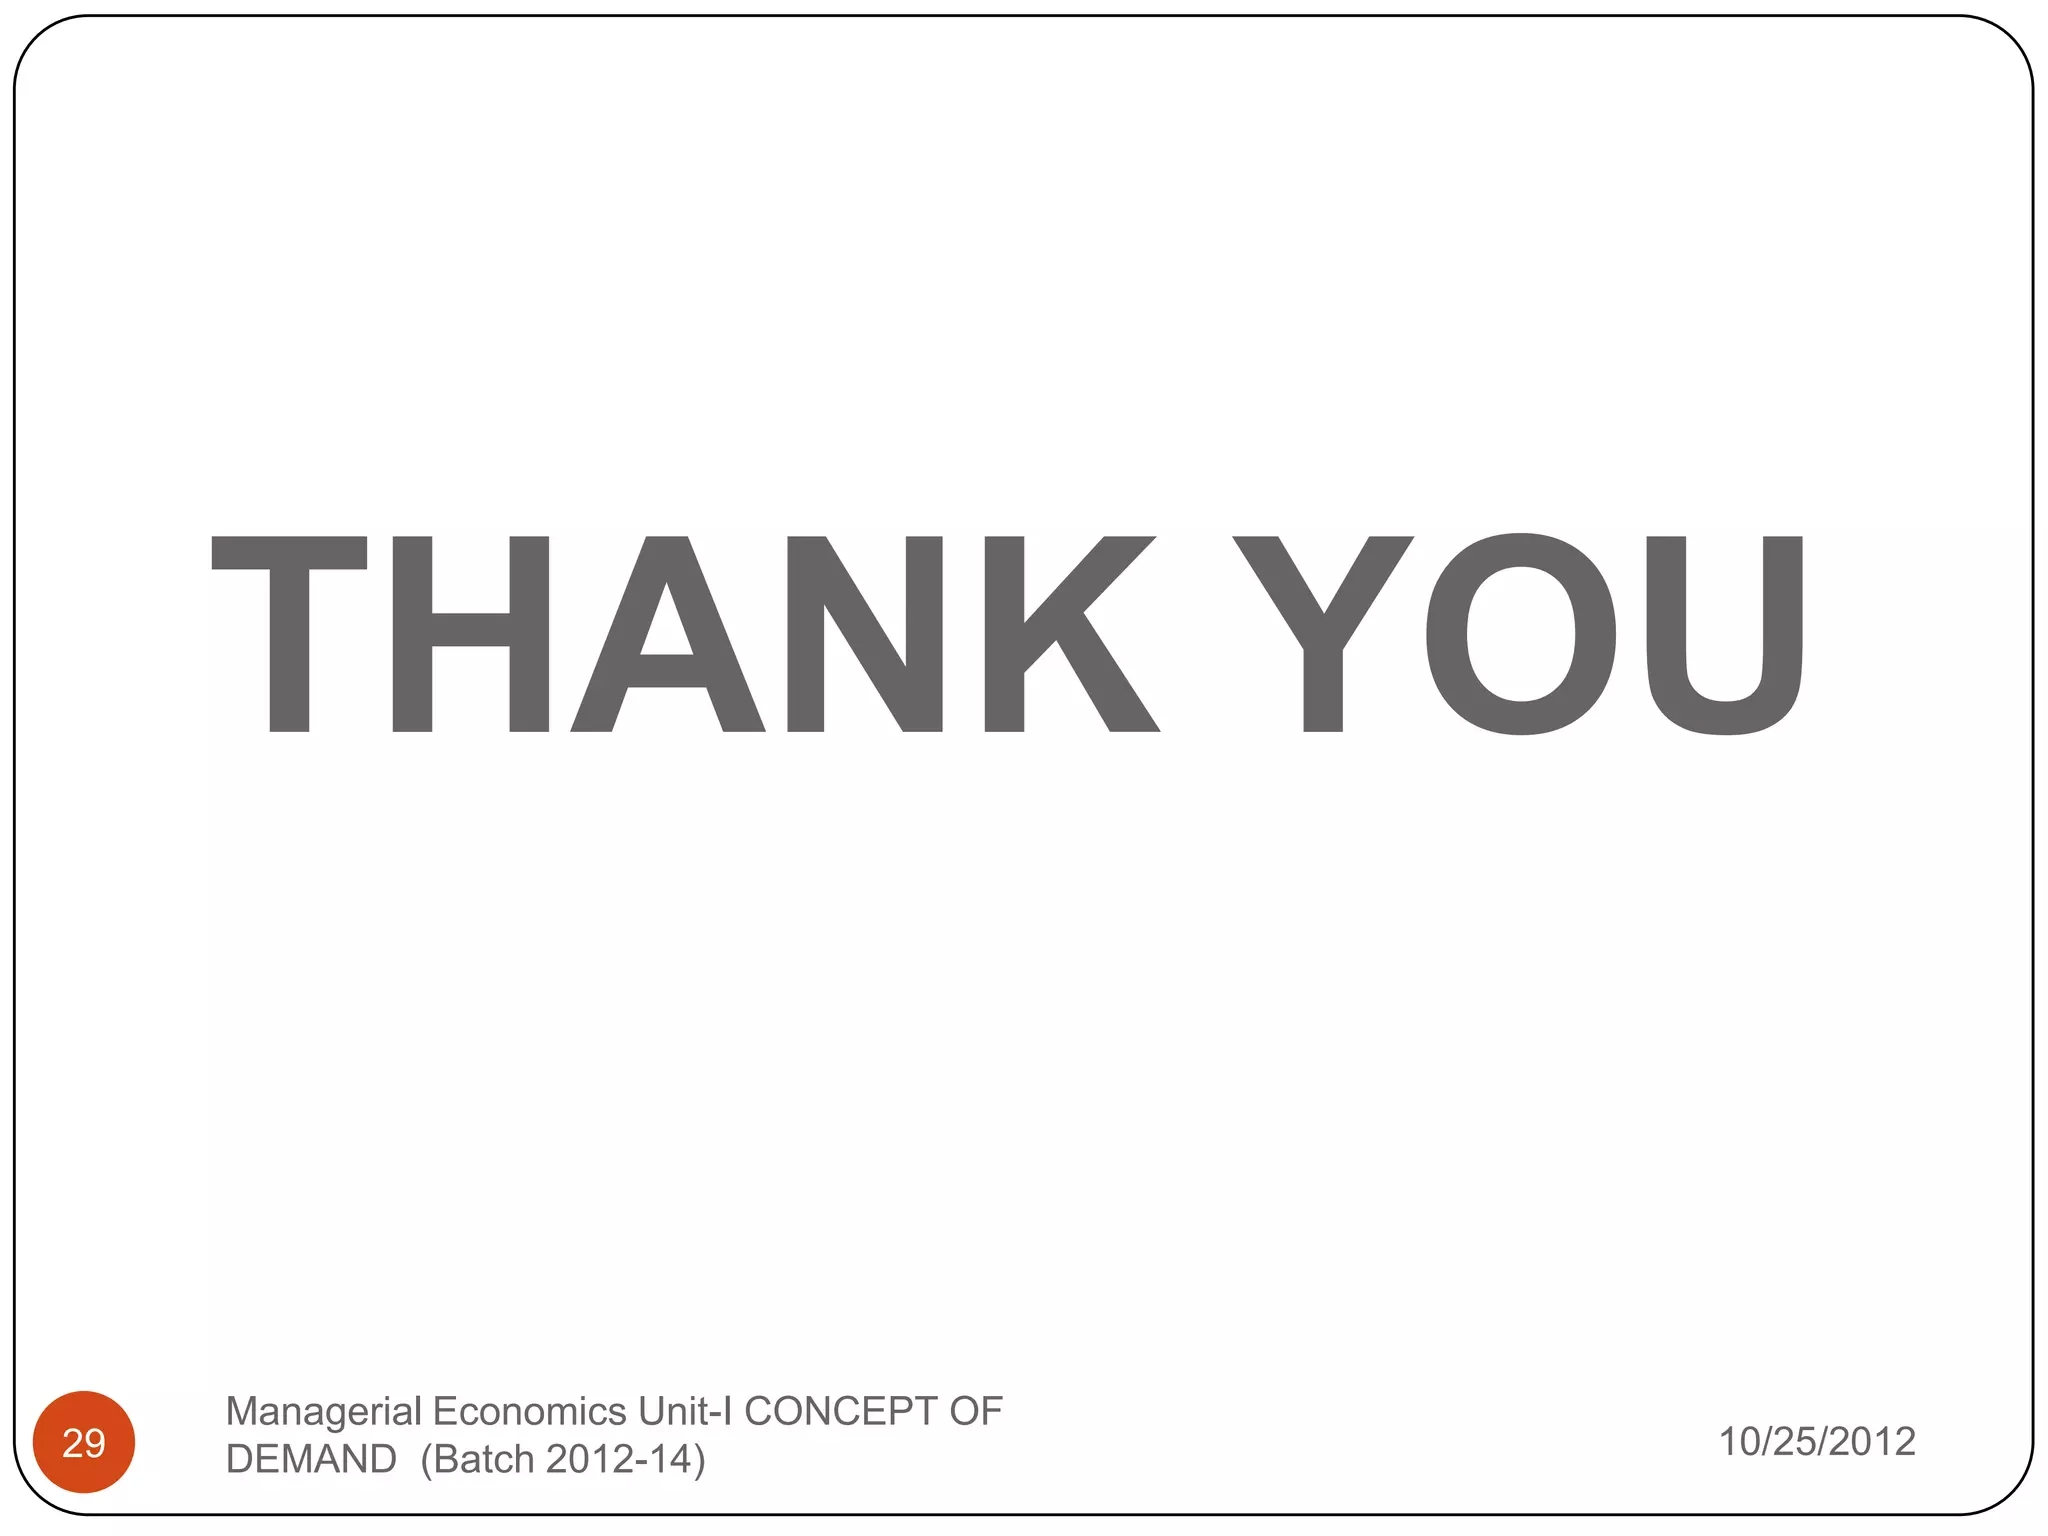 THANK YOU
29
Managerial Economics Unit-I CONCEPT OF
DEMAND  (Batch 2012-14)
10/25/2012